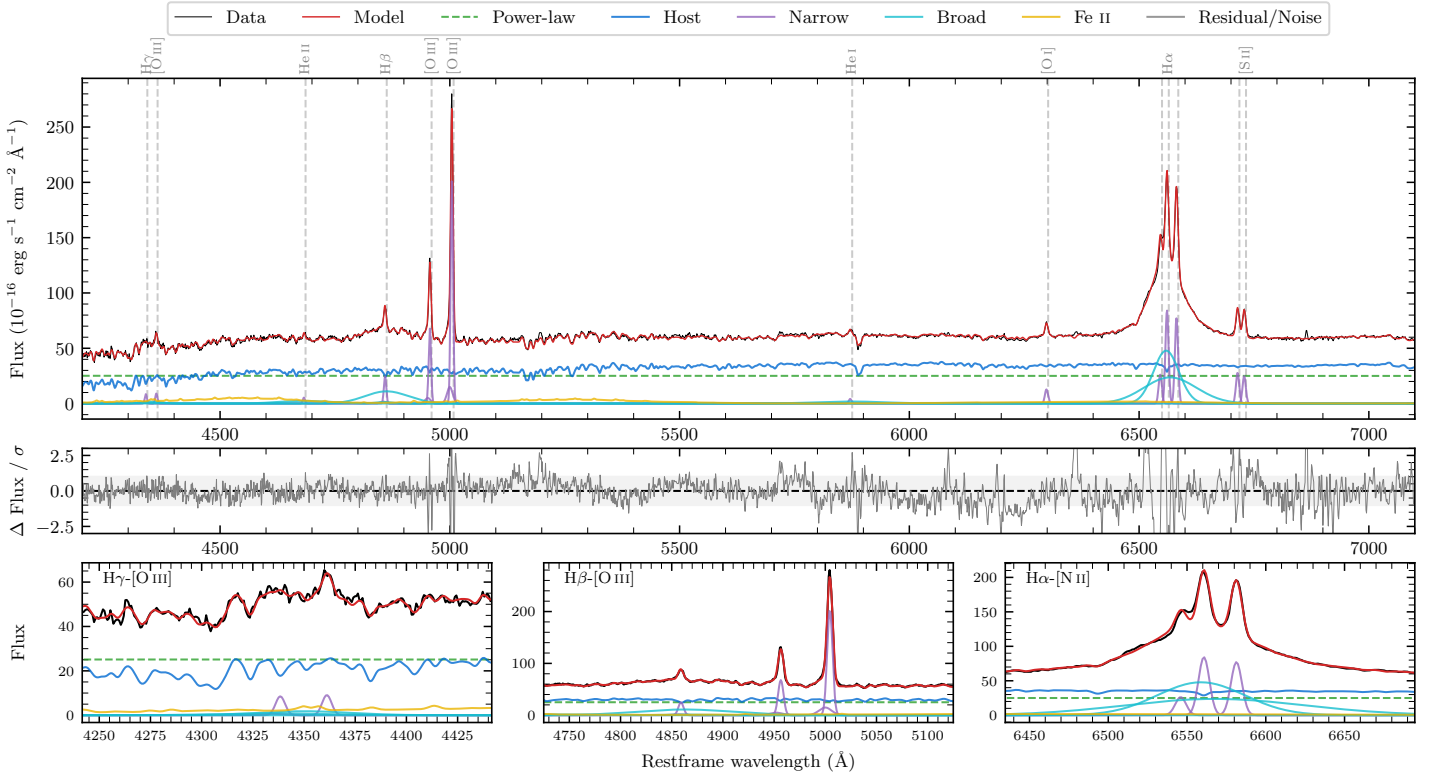 Data Model Power-law Host Narrow Broad Fe II Residual/Noise
Hγ [O III] He II Hβ [O III] [O III] He I [O I] Hα [S II]
Flux (10⁻¹⁶ erg s⁻¹ cm⁻² Å⁻¹)
250
200
150
100
50
0
4500 5000 5500 6000 6500 7000
Δ Flux / σ
2.5
0.0
−2.5
4500 5000 5500 6000 6500 7000
Flux
Hγ-[O III]
60
40
20
0
4250 4275 4300 4325 4350 4375 4400 4425
Hβ-[O III]
200
100
0
4750 4800 4850 4900 4950 5000 5050 5100
Hα-[N II]
200
150
100
50
0
6450 6500 6550 6600 6650
Restframe wavelength (Å)